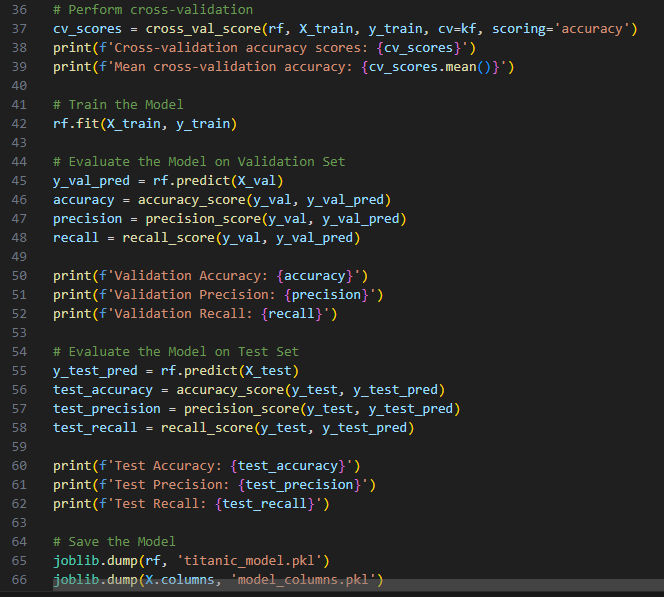 36 # Perform cross-validation
37 cv_scores = cross_val_score(rf, X_train, y_train, cv=kf, scoring='accuracy')
38 print(f'Cross-validation accuracy scores: {cv_scores}')
39 print(f'Mean cross-validation accuracy: {cv_scores.mean()}')
40
41 # Train the Model
42 rf.fit(X_train, y_train)
43
44 # Evaluate the Model on Validation Set
45 y_val_pred = rf.predict(X_val)
46 accuracy = accuracy_score(y_val, y_val_pred)
47 precision = precision_score(y_val, y_val_pred)
48 recall = recall_score(y_val, y_val_pred)
49
50 print(f'Validation Accuracy: {accuracy}')
51 print(f'Validation Precision: {precision}')
52 print(f'Validation Recall: {recall}')
53
54 # Evaluate the Model on Test Set
55 y_test_pred = rf.predict(X_test)
56 test_accuracy = accuracy_score(y_test, y_test_pred)
57 test_precision = precision_score(y_test, y_test_pred)
58 test_recall = recall_score(y_test, y_test_pred)
59
60 print(f'Test Accuracy: {test_accuracy}')
61 print(f'Test Precision: {test_precision}')
62 print(f'Test Recall: {test_recall}')
63
64 # Save the Model
65 joblib.dump(rf, 'titanic_model.pkl')
66 joblib.dump(X.columns, 'model_columns.pkl')